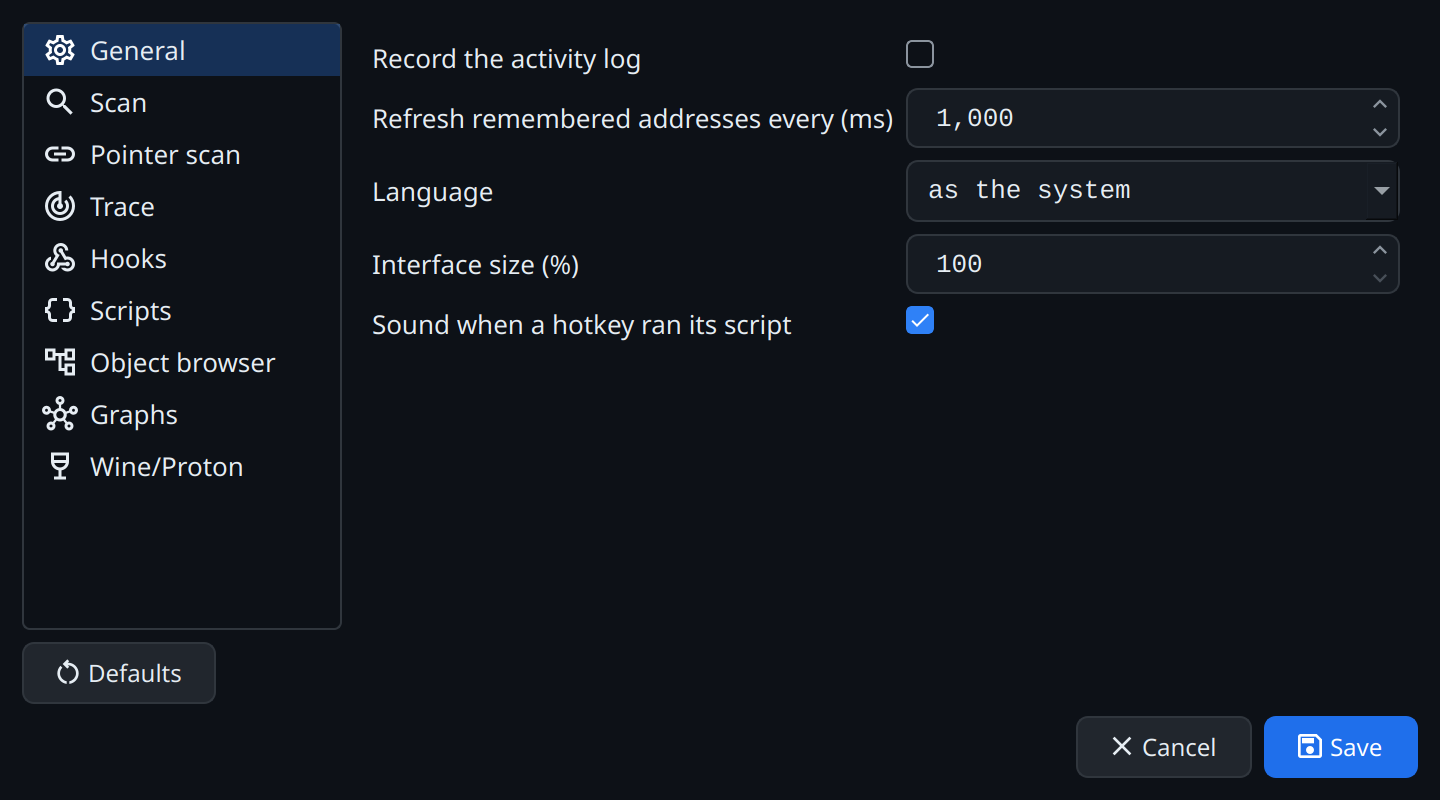 General
Scan
Pointer scan
Trace
Hooks
Scripts
Object browser
Graphs
Wine/Proton
Defaults
Record the activity log
Refresh remembered addresses every (ms) 1,000
Language as the system
Interface size (%) 100
Sound when a hotkey ran its script
Cancel Save